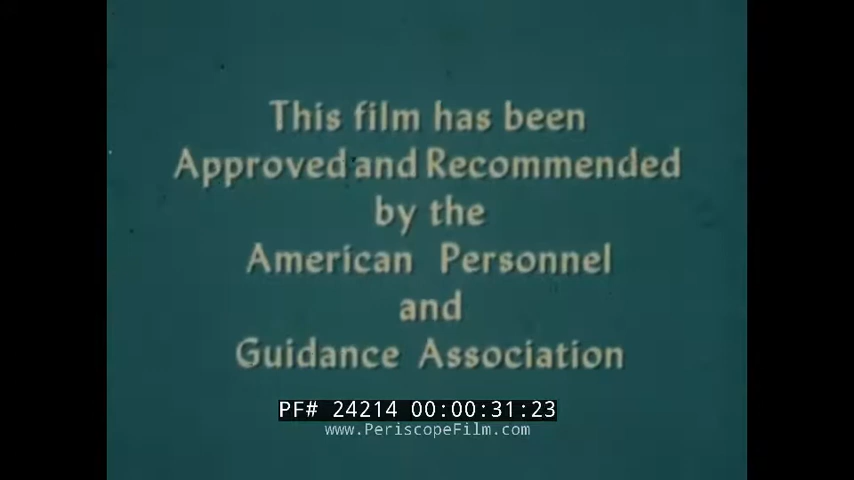 This film has been
Approved and Recommended
by the
American Personnel
and
Guidance Association
PF# 24214 00:00:31:23
www.PeriscopeFilm.com